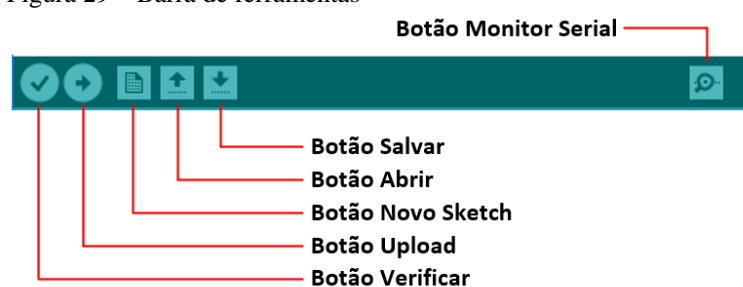 Figura 29 – Barra de ferramentas
Botão Monitor Serial
Botão Salvar
Botão Abrir
Botão Novo Sketch
Botão Upload
Botão Verificar